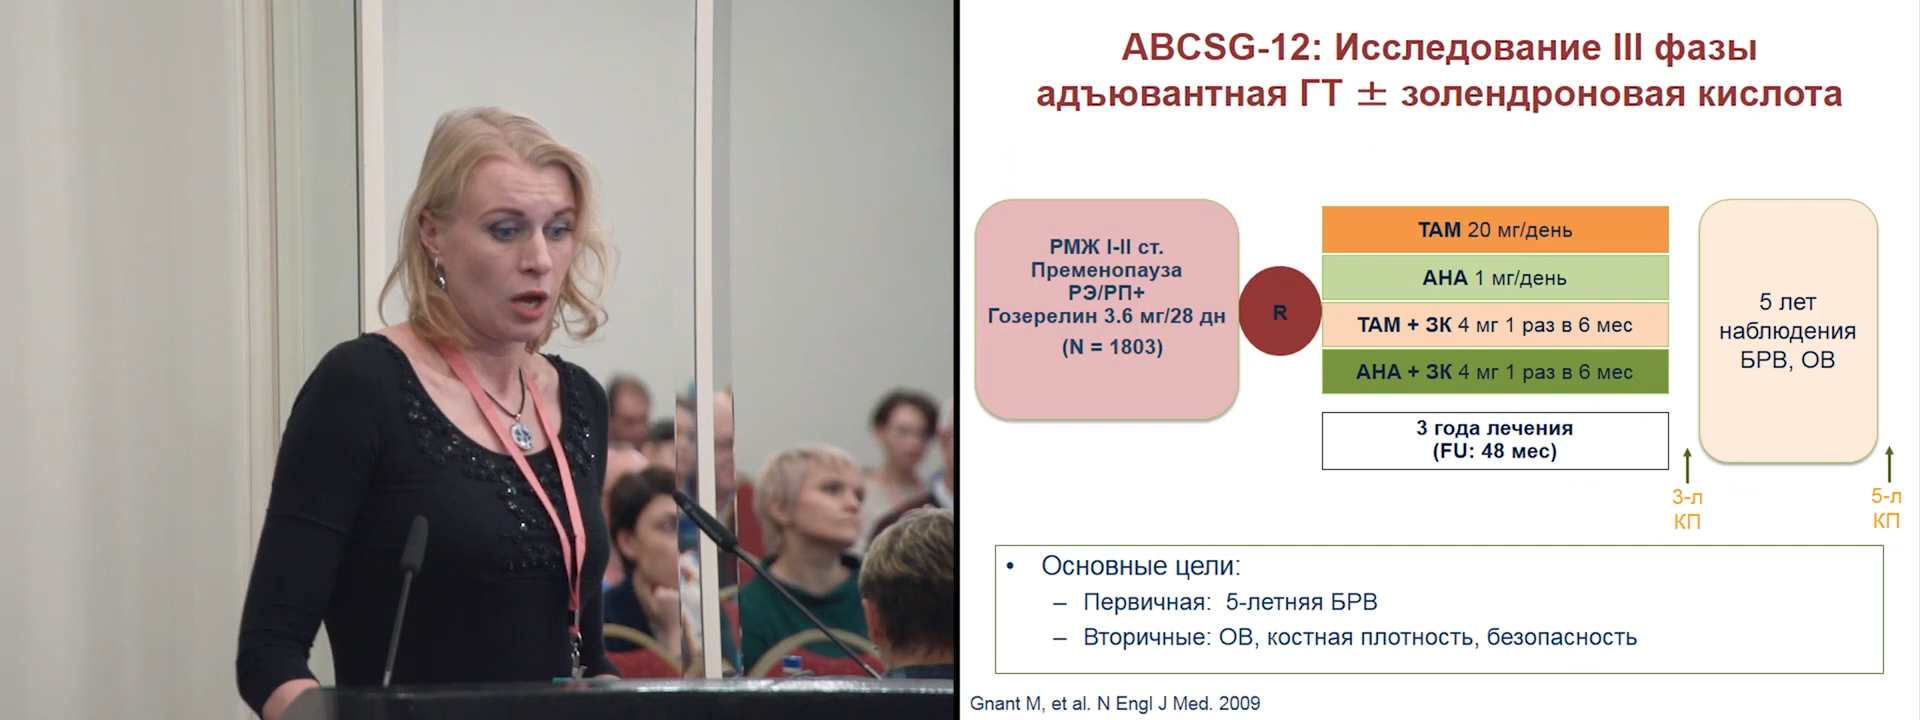 ABCSG-12: Исследование III фазы
адъювантная ГТ ± золендроновая кислота
РМЖ I-II ст.
Пременопауза
РЭ/РП+
Гозерелин 3.6 мг/28 дн
(N = 1803)
R
ТАМ 20 мг/день
АНА 1 мг/день
ТАМ + ЗК 4 мг 1 раз в 6 мес
АНА + ЗК 4 мг 1 раз в 6 мес
3 года лечения
(FU: 48 мес)
5 лет
наблюдения
БРВ, ОВ
3-л
КП
5-л
КП
• Основные цели:
– Первичная: 5-летняя БРВ
– Вторичные: ОВ, костная плотность, безопасность
Gnant M, et al. N Engl J Med. 2009